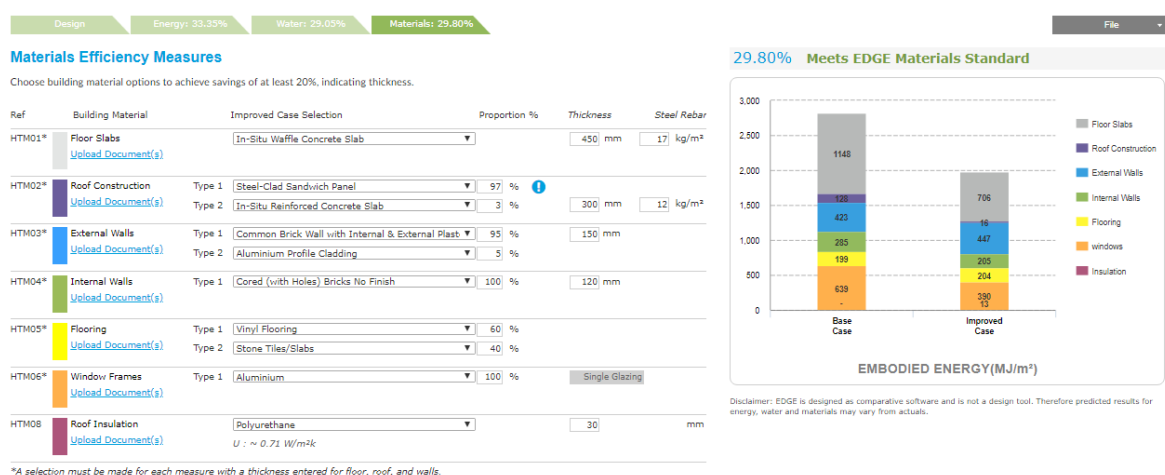 Design
Energy: 33.35%
Water: 29.05%
Materials: 29.80%
File
Materials Efficiency Measures
Choose building material options to achieve savings of at least 20%, indicating thickness.
Ref Building Material Improved Case Selection Proportion % Thickness Steel Rebar
HTM01* Floor Slabs In-Situ Waffle Concrete Slab 450 mm 17 kg/m²
Upload Document(s)
HTM02* Roof Construction Type 1 Steel-Clad Sandwich Panel 97 % !
Upload Document(s) Type 2 In-Situ Reinforced Concrete Slab 3 % 300 mm 12 kg/m²
HTM03* External Walls Type 1 Common Brick Wall with Internal & External Plast 95 % 150 mm
Upload Document(s) Type 2 Aluminium Profile Cladding 5 %
HTM04* Internal Walls Type 1 Cored (with Holes) Bricks No Finish 100 % 120 mm
Upload Document(s)
HTM05* Flooring Type 1 Vinyl Flooring 60 %
Upload Document(s) Type 2 Stone Tiles/Slabs 40 %
HTM06* Window Frames Type 1 Aluminium 100 % Single Glazing
Upload Document(s)
HTM08 Roof Insulation Polyurethane 30 mm
Upload Document(s) U : ~ 0.71 W/m²k
*A selection must be made for each measure with a thickness entered for floor, roof, and walls.
29.80% Meets EDGE Materials Standard
3,000
2,500
2,000
1,500
1,000
500
0
1148
128
423
285
199
639
-
706
16
447
205
204
390
13
Base
Case
Improved
Case
Floor Slabs
Roof Construction
External Walls
Internal Walls
Flooring
windows
Insulation
EMBODIED ENERGY(MJ/m²)
Disclaimer: EDGE is designed as comparative software and is not a design tool. Therefore predicted results for
energy, water and materials may vary from actuals.